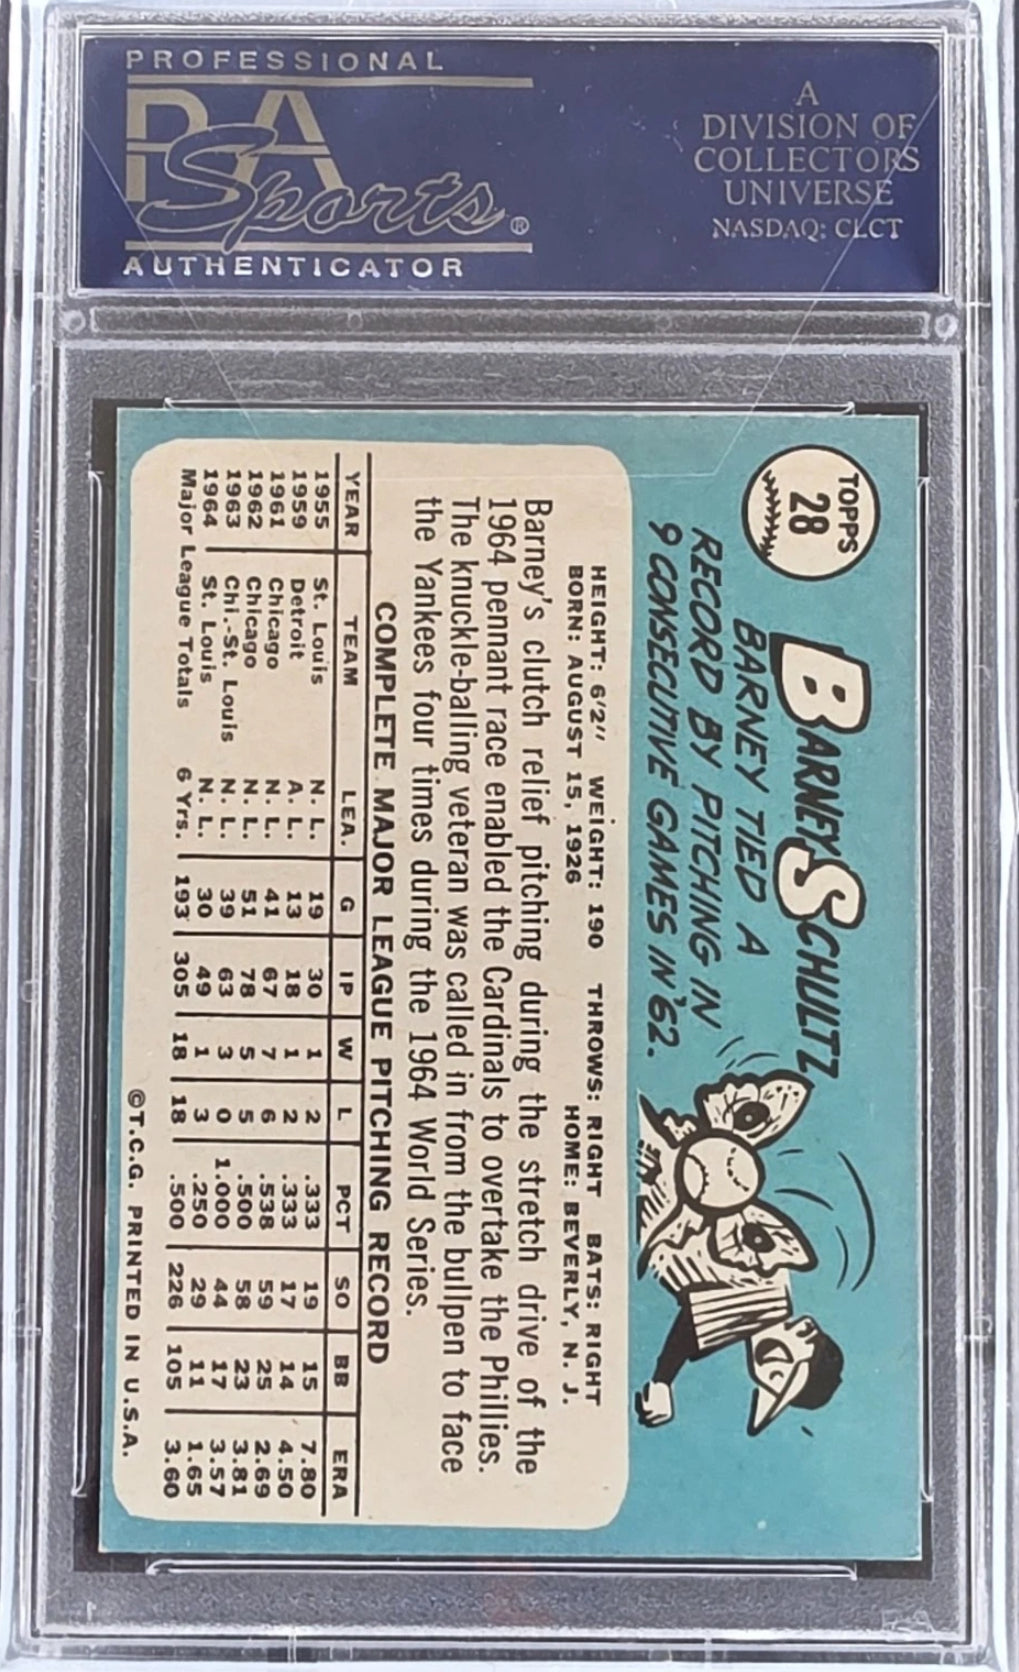 PROFESSIONAL
PSA
Sports®
AUTHENTICATOR
A
DIVISION OF
COLLECTORS
UNIVERSE
NASDAQ: CLCT
TOPPS
28
BARNEY SCHULTZ
BARNEY TIED A
RECORD BY PITCHING IN
9 CONSECUTIVE GAMES IN '62.
HEIGHT: 6'2" WEIGHT: 190 THROWS: RIGHT BATS: RIGHT
BORN: AUGUST 15, 1926 HOME: BEVERLY, N. J.
Barney's clutch relief pitching during the stretch drive of the
1964 pennant race enabled the Cardinals to overtake the Phillies.
The knuckle-balling veteran was called in from the bullpen to face
the Yankees four times during the 1964 World Series.
COMPLETE MAJOR LEAGUE PITCHING RECORD
YEAR TEAM LEA. G IP W L PCT SO BB ERA
1955 St. Louis N. L. 19 30 1 2 .333 19 15 7.80
1959 Detroit A. L. 13 18 1 2 .333 17 14 4.50
1961 Chicago N. L. 41 67 7 6 .538 59 25 2.69
1962 Chicago N. L. 51 78 5 5 .500 58 23 3.81
1963 Chi.-St. Louis N. L. 39 63 3 0 1.000 44 17 3.57
1964 St. Louis N. L. 30 49 1 3 .250 29 11 1.65
Major League Totals 6 Yrs. 193 305 18 18 .500 226 105 3.60
©T.C.G. PRINTED IN U.S.A.